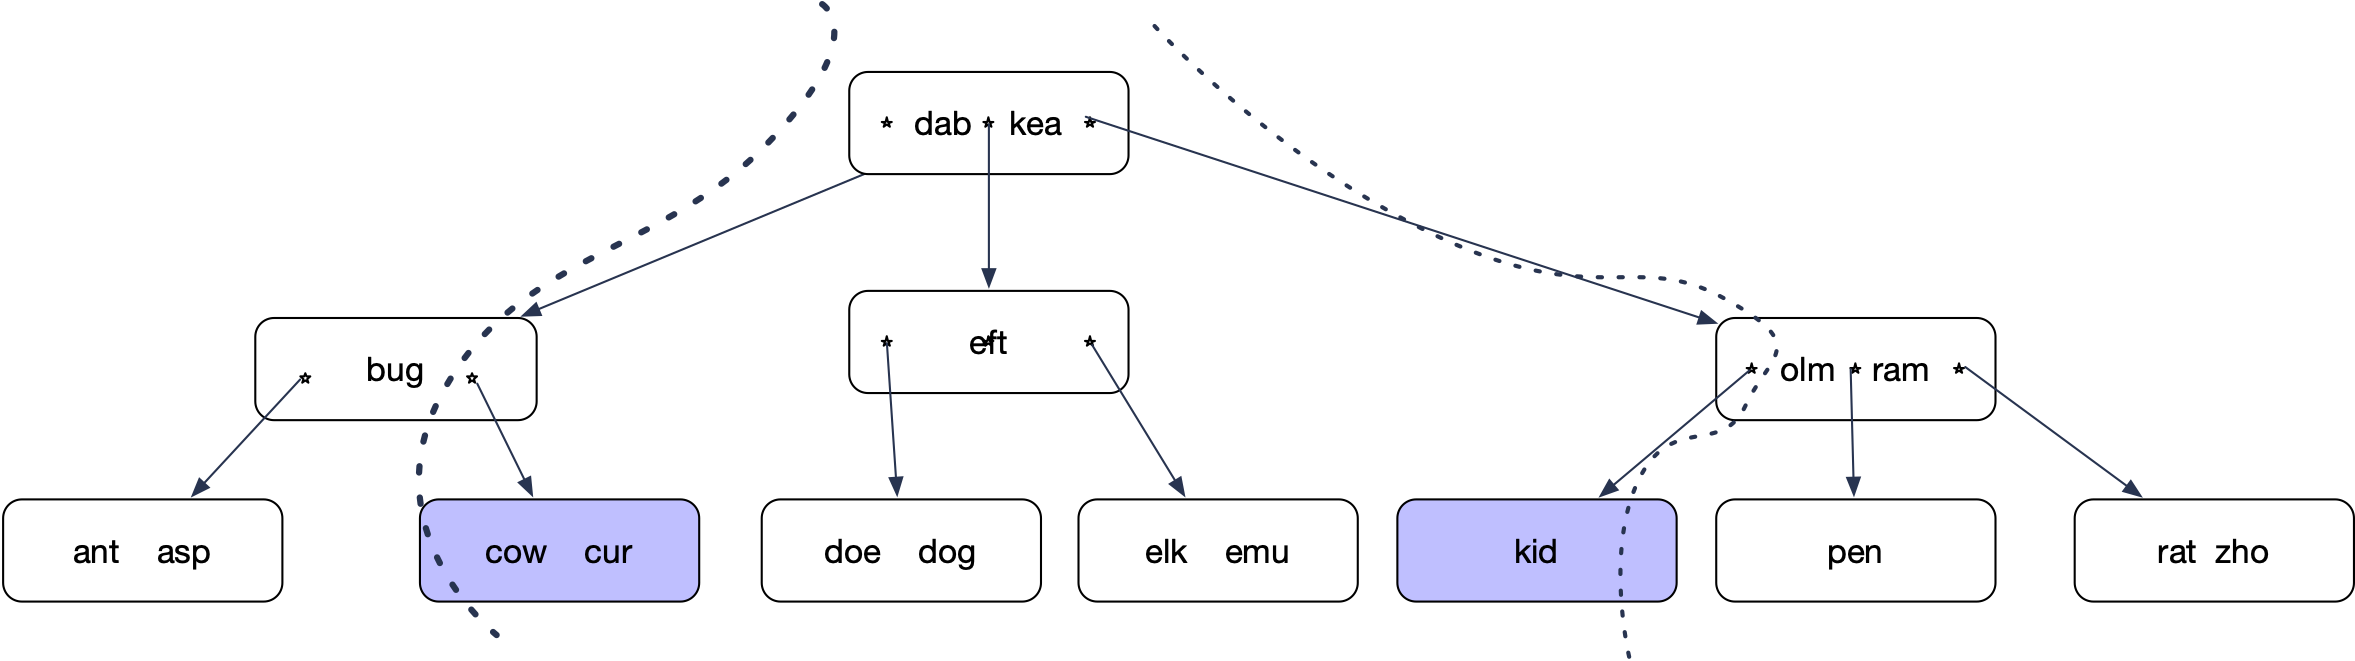 dab kea
bug
eft
olm ram
ant asp
cow cur
doe dog
elk emu
kid
pen
rat zho